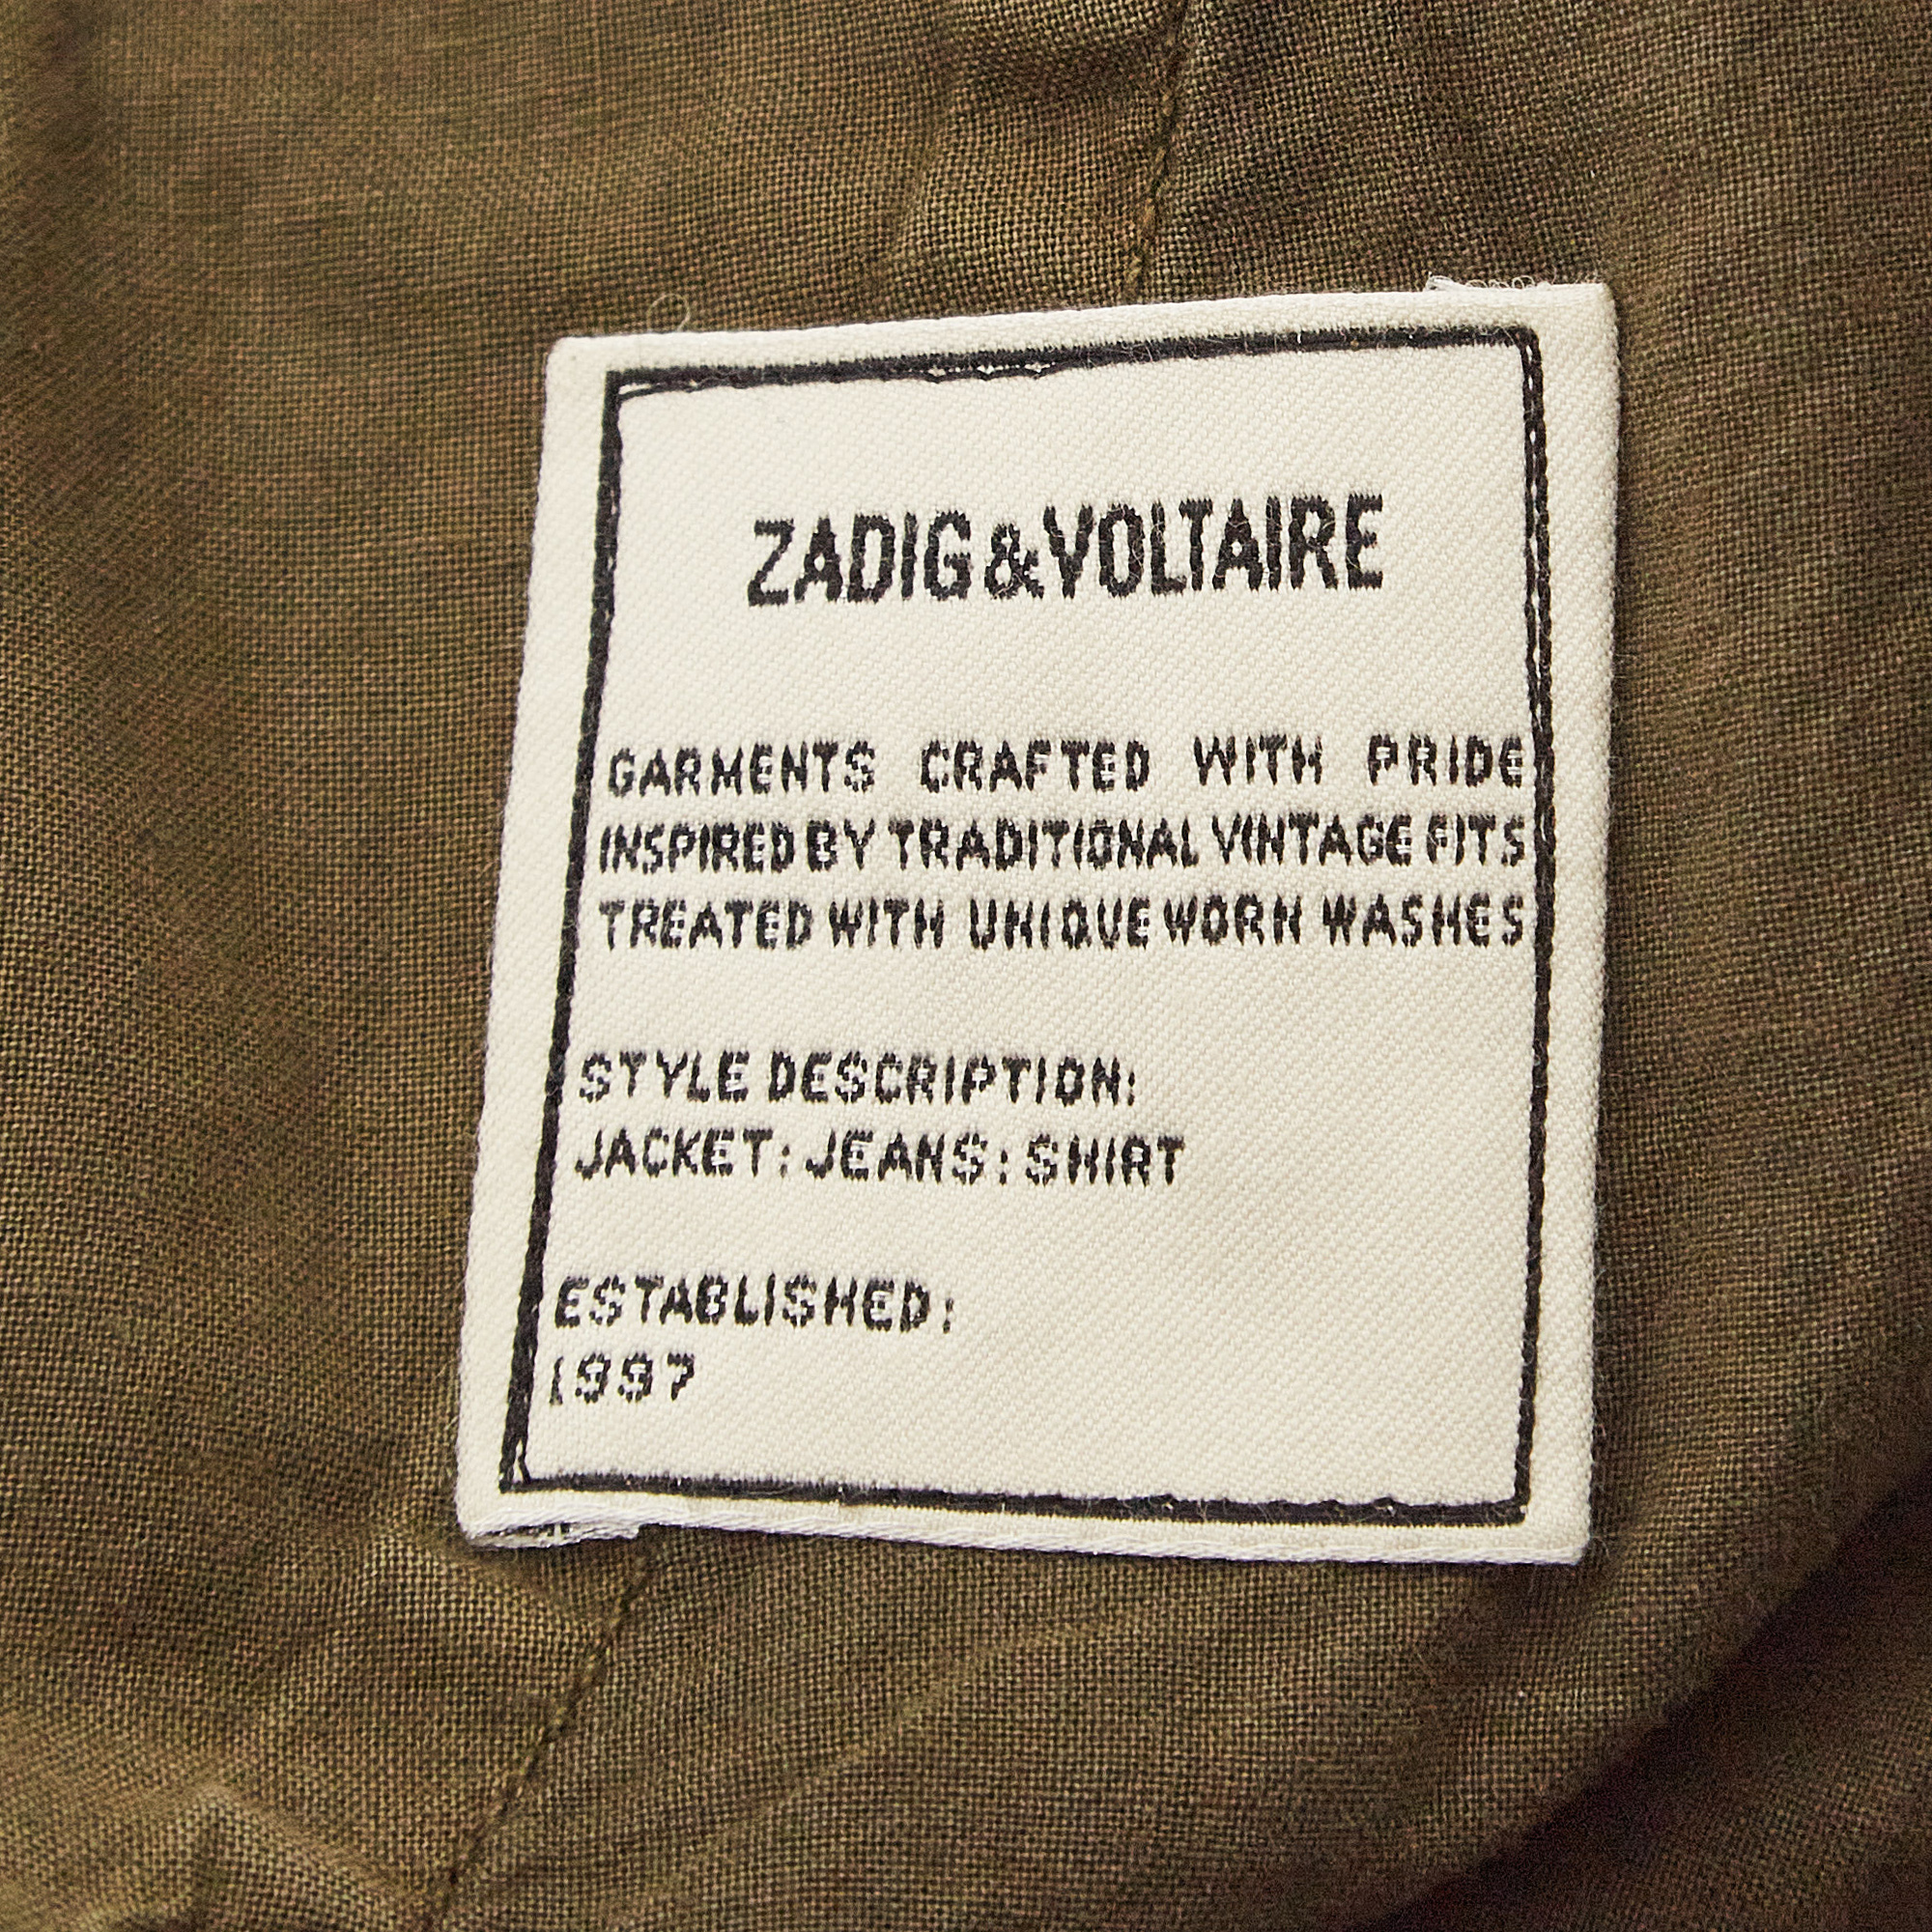 ZADIG&VOLTAIRE
GARMENTS CRAFTED WITH PRIDE
INSPIRED BY TRADITIONAL VINTAGE FITS
TREATED WITH UNIQUE WORN WASHES
STYLE DESCRIPTION:
JACKET: JEANS: SHIRT
ESTABLISHED:
1997